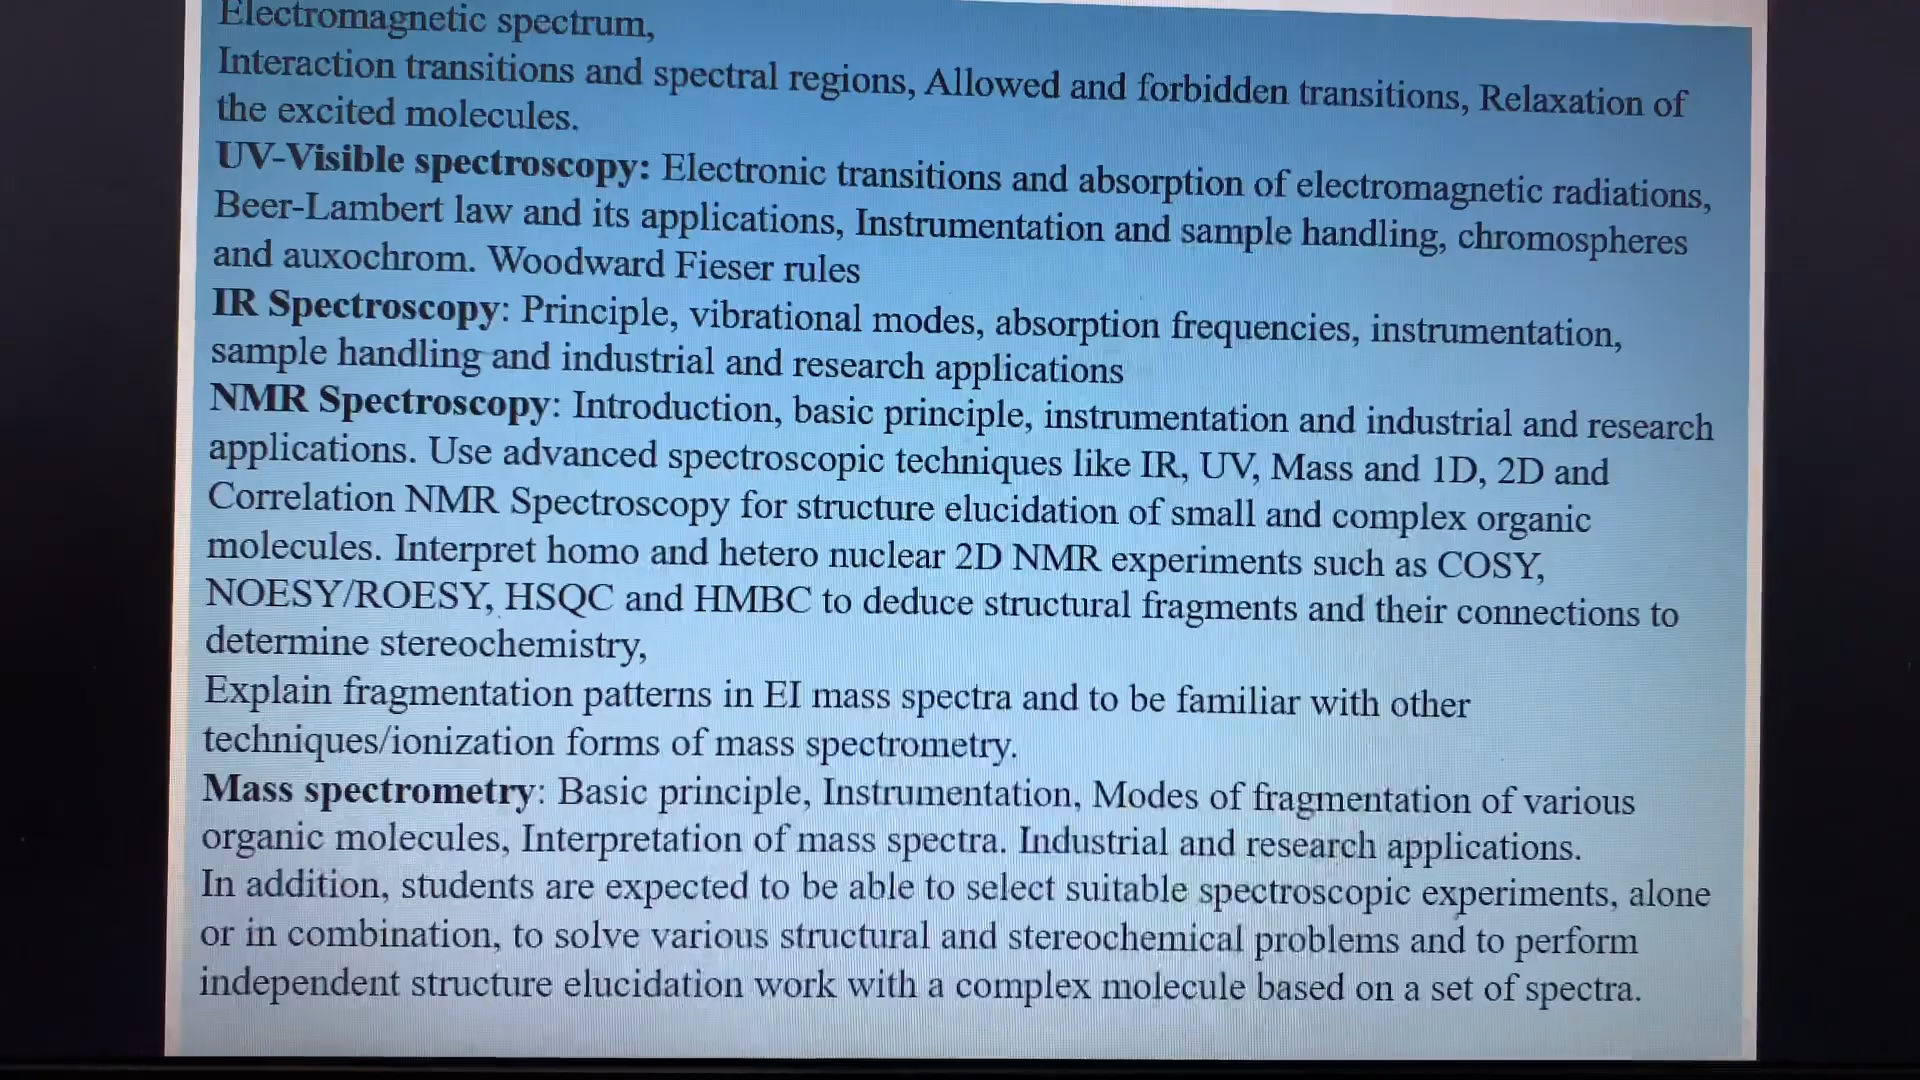 Electromagnetic spectrum,
Interaction transitions and spectral regions, Allowed and forbidden transitions, Relaxation of
the excited molecules.
UV-Visible spectroscopy: Electronic transitions and absorption of electromagnetic radiations,
Beer-Lambert law and its applications, Instrumentation and sample handling, chromospheres
and auxochrom. Woodward Fieser rules
IR Spectroscopy: Principle, vibrational modes, absorption frequencies, instrumentation,
sample handling and industrial and research applications
NMR Spectroscopy: Introduction, basic principle, instrumentation and industrial and research
applications. Use advanced spectroscopic techniques like IR, UV, Mass and 1D, 2D and
Correlation NMR Spectroscopy for structure elucidation of small and complex organic
molecules. Interpret homo and hetero nuclear 2D NMR experiments such as COSY,
NOESY/ROESY, HSQC and HMBC to deduce structural fragments and their connections to
determine stereochemistry,
Explain fragmentation patterns in EI mass spectra and to be familiar with other
techniques/ionization forms of mass spectrometry.
Mass spectrometry: Basic principle, Instrumentation, Modes of fragmentation of various
organic molecules, Interpretation of mass spectra. Industrial and research applications.
In addition, students are expected to be able to select suitable spectroscopic experiments, alone
or in combination, to solve various structural and stereochemical problems and to perform
independent structure elucidation work with a complex molecule based on a set of spectra.